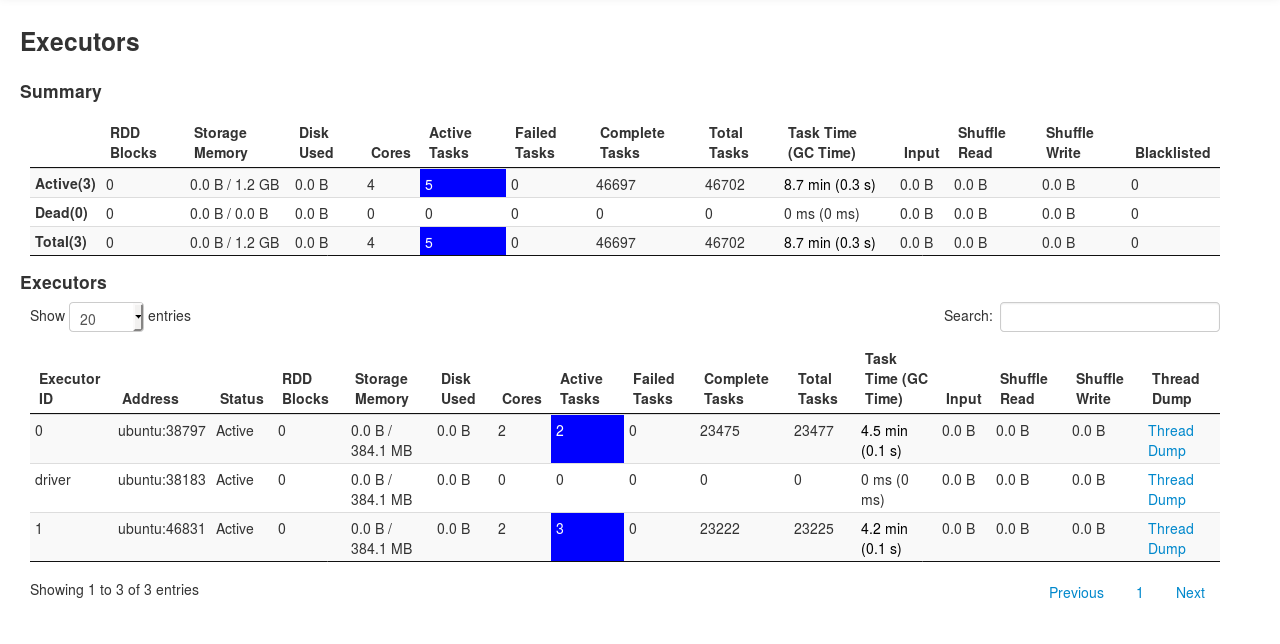 Executors
Summary
RDD Blocks Storage Memory Disk Used Cores Active Tasks Failed Tasks Complete Tasks Total Tasks Task Time (GC Time) Input Shuffle Read Shuffle Write Blacklisted
Active(3) 0 0.0 B / 1.2 GB 0.0 B 4 5 0 46697 46702 8.7 min (0.3 s) 0.0 B 0.0 B 0.0 B 0
Dead(0) 0 0.0 B / 0.0 B 0.0 B 0 0 0 0 0 0 ms (0 ms) 0.0 B 0.0 B 0.0 B 0
Total(3) 0 0.0 B / 1.2 GB 0.0 B 4 5 0 46697 46702 8.7 min (0.3 s) 0.0 B 0.0 B 0.0 B 0
Executors
Show 20 entries Search:
Executor ID Address Status RDD Blocks Storage Memory Disk Used Cores Active Tasks Failed Tasks Complete Tasks Total Tasks Task Time (GC Time) Input Shuffle Read Shuffle Write Thread Dump
0 ubuntu:38797 Active 0 0.0 B / 384.1 MB 0.0 B 2 2 0 23475 23477 4.5 min (0.1 s) 0.0 B 0.0 B 0.0 B Thread Dump
driver ubuntu:38183 Active 0 0.0 B / 384.1 MB 0.0 B 0 0 0 0 0 0 ms (0 ms) 0.0 B 0.0 B 0.0 B Thread Dump
1 ubuntu:46831 Active 0 0.0 B / 384.1 MB 0.0 B 2 3 0 23222 23225 4.2 min (0.1 s) 0.0 B 0.0 B 0.0 B Thread Dump
Showing 1 to 3 of 3 entries Previous 1 Next